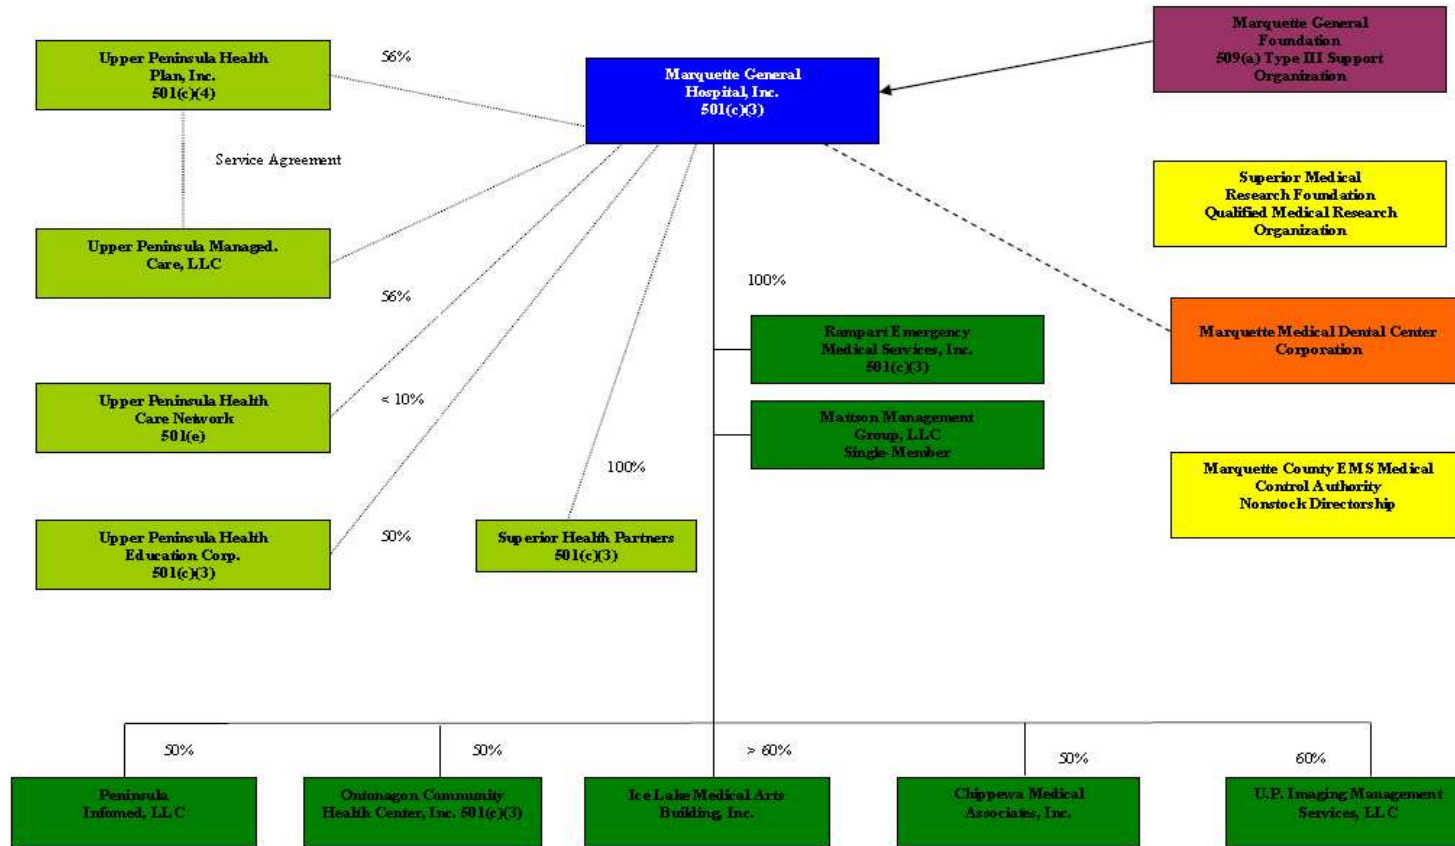 Marquette General
Foundation
509(a) Type III Support
Organization
Upper Peninsula Health
Plan, Inc.
501(c)(4)
56%
Marquette General
Hospital, Inc.
501(c)(3)
Service Agreement
Superior Medical
Research Foundation
Qualified Medical Research
Organization
Upper Peninsula Managed.
Care, LLC
56%
100%
Rampart Emergency
Medical Services, Inc.
501(c)(3)
Marquette Medical Dental Center
Corporation
Upper Peninsula Health
Care Network
501(e)
< 10%
Mattson Management
Group, LLC
Single-Member
100%
Marquette County EMS Medical
Control Authority
Nonstock Directorship
Upper Peninsula Health
Education Corp.
501(c)(3)
50%
Superior Health Partners
501(c)(3)
50%
50%
> 60%
50%
60%
Peninsula
Infomed, LLC
Ontonagon Community
Health Center, Inc. 501(c)(3)
Ice Lake Medical Arts
Building, Inc.
Chippewa Medical
Associates, Inc.
U.P. Imaging Management
Services, LLC